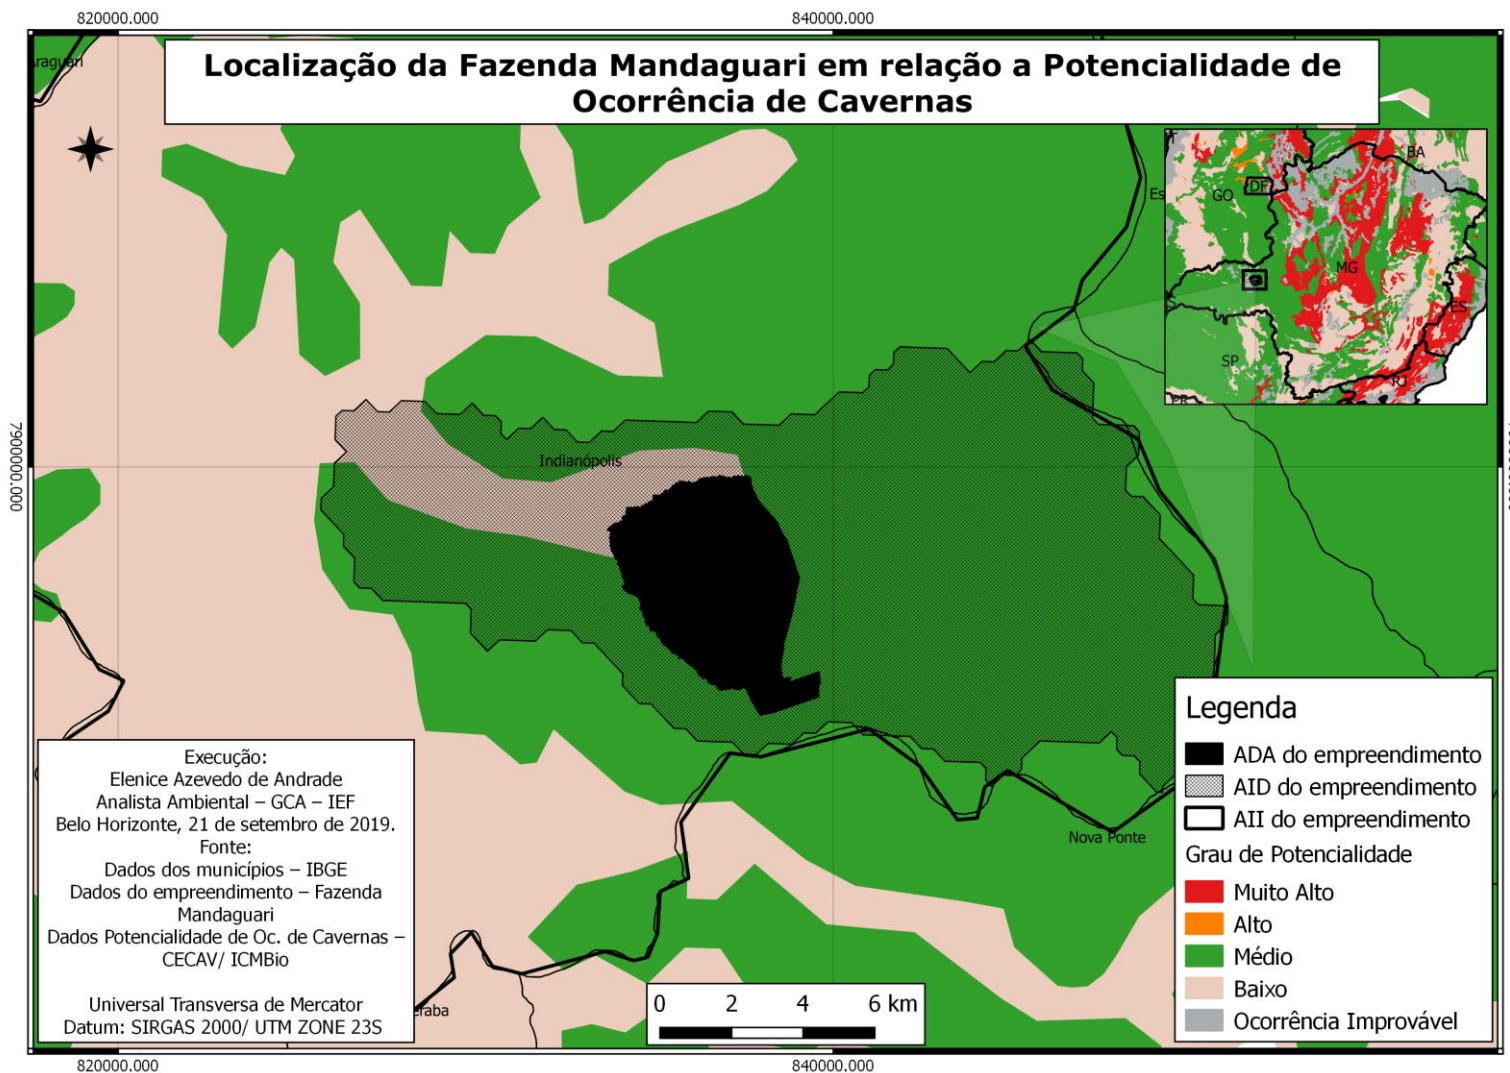 820000.000
840000.000
Localização da Fazenda Mandaguari em relação a Potencialidade de
Ocorrência de Cavernas
raguari
Es
BA
DF
GO
MG
ES
SP
RJ
PR
7900000.000
Indianópolis
Nova Ponte
eraba
Execução:
Elenice Azevedo de Andrade
Analista Ambiental – GCA – IEF
Belo Horizonte, 21 de setembro de 2019.
Fonte:
Dados dos municípios – IBGE
Dados do empreendimento – Fazenda
Mandaguari
Dados Potencialidade de Oc. de Cavernas –
CECAV/ ICMBio
Universal Transversa de Mercator
Datum: SIRGAS 2000/ UTM ZONE 23S
0 2 4 6 km
Legenda
ADA do empreendimento
AID do empreendimento
AII do empreendimento
Grau de Potencialidade
Muito Alto
Alto
Médio
Baixo
Ocorrência Improvável
820000.000
840000.000